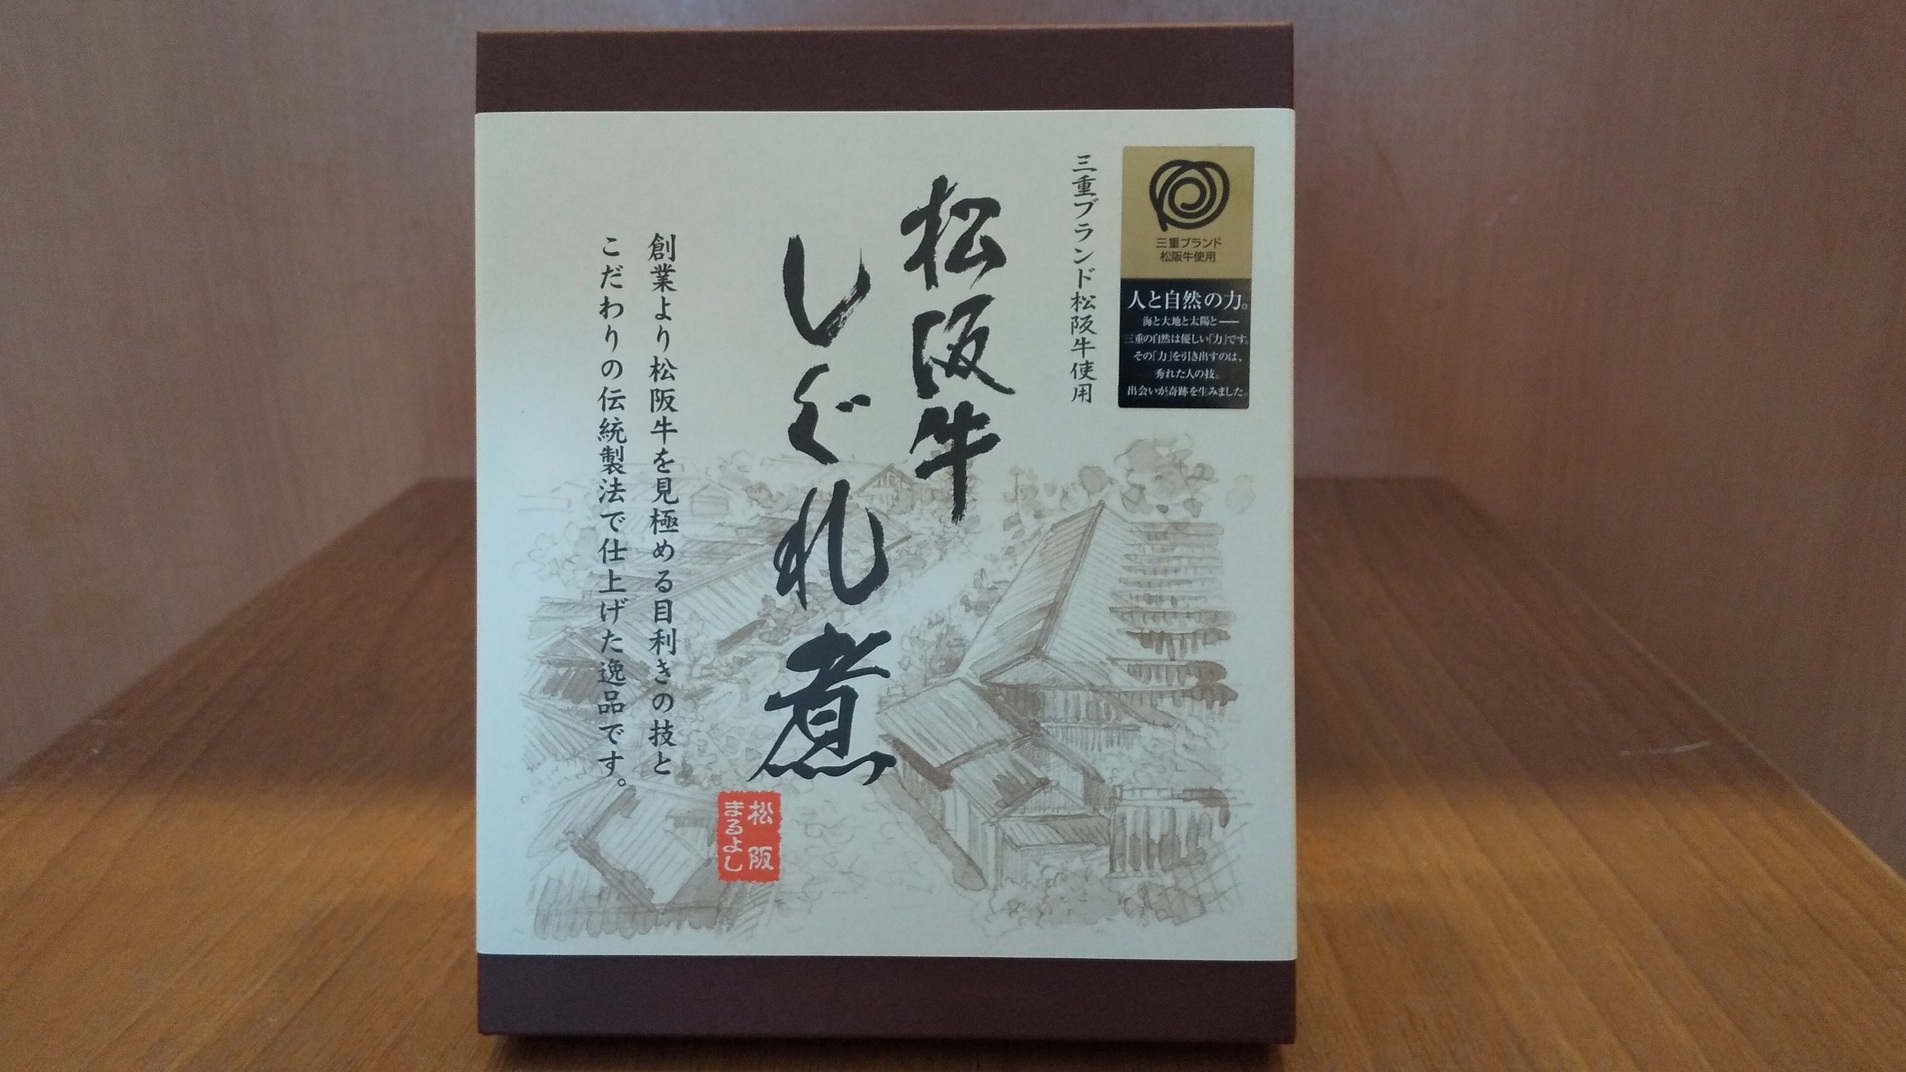 三重ブランド
松阪牛使用
人と自然の力。
海と大地と太陽と——
三重の自然は優しい「力」です。
その「力」を引き出すのは、
秀れた人の技。
出会いが奇跡を生みました。
三重ブランド松阪牛使用
松阪牛
しぐれ煮
松阪
まるよし
創業より松阪牛を見極める目利きの技と
こだわりの伝統製法で仕上げた逸品です。